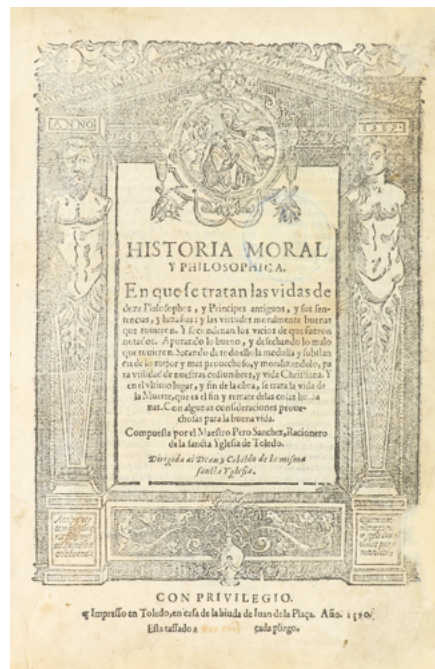 ANNO
HISTORIA MORAL
Y PHILOSOPHICA.
En que se tratan las vidas de
doze Philosophos, y Principes antiguos, y sus sen-
tencias, y hazañas: y las virtudes moralmente buenas
que tuuieron. Y se condenan los vicios de que fueron
notados. Apurando lo bueno, y desechando lo malo
que tuuieron. Sacando de todo ello la medulla y substan
cia de lo mejor y mas prouechoso, y moralizandolo, pa
ra vtilidad de nuestras costumbres, y vida Christiana. Y
en el vltimo lugar, y fin de la obra, se trata la vida de
la Muerte, que es el fin y remate de las cosas huma
nas. Con algunas consideraciones proue-
chosas para la buena vida.
Compuesta por el Maestro Pero Sanchez, Racionero
de la sancta Yglesia de Toledo.
Dirigida al Dean y Cabildo de la misma
sancta Yglesia.
CON PRIVILEGIO.
Impresso en Toledo, en casa de la biuda de Iuan de la Plaça. Año. 1590.
Esta tassado a cada pliego.